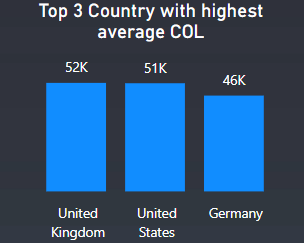 Top 3 Country with highest
average COL
52K
51K
46K
United
Kingdom
United
States
Germany